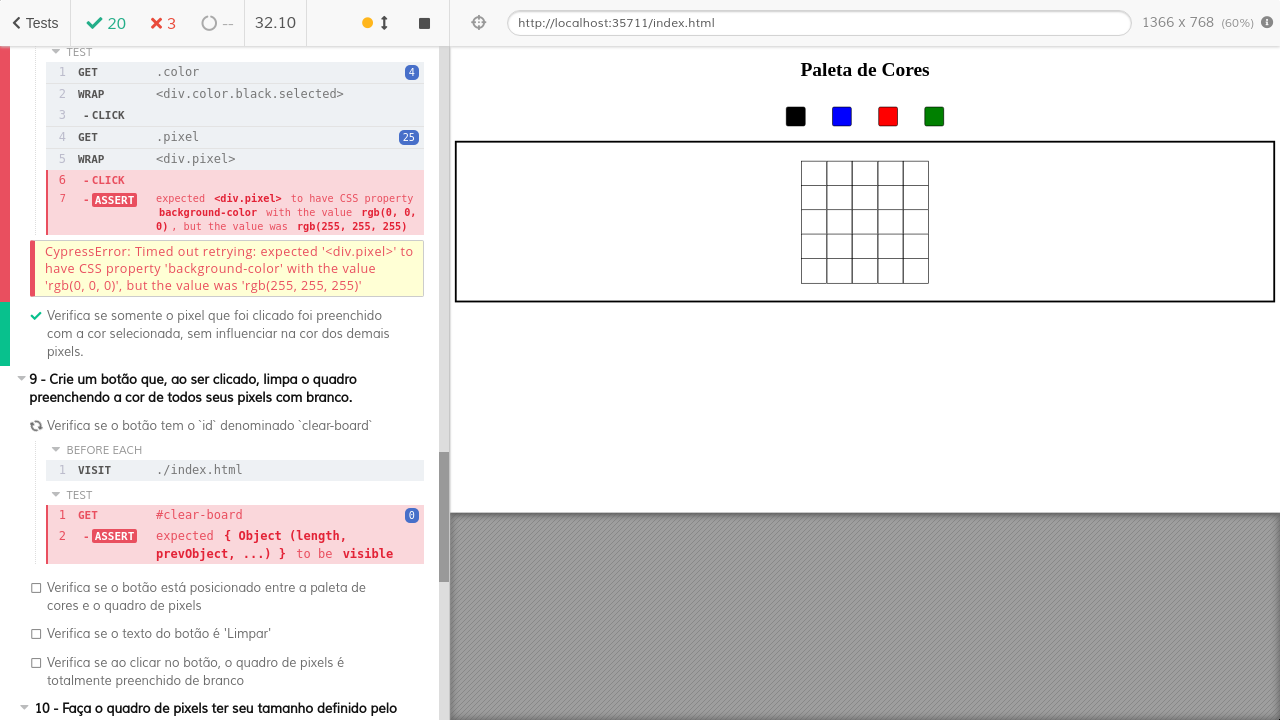 Tests 20 3 -- 32.10 http://localhost:35711/index.html 1366 x 768 (60%)
TEST
1 GET .color 4
2 WRAP <div.color.black.selected>
3 -CLICK
4 GET .pixel 25
5 WRAP <div.pixel>
6 -CLICK
7 -ASSERT expected <div.pixel> to have CSS property
background-color with the value rgb(0, 0,
0), but the value was rgb(255, 255, 255)
CypressError: Timed out retrying: expected '<div.pixel>' to
have CSS property 'background-color' with the value
'rgb(0, 0, 0)', but the value was 'rgb(255, 255, 255)'
Verifica se somente o pixel que foi clicado foi preenchido
com a cor selecionada, sem influenciar na cor dos demais
pixels.
9 - Crie um botão que, ao ser clicado, limpa o quadro
preenchendo a cor de todos seus pixels com branco.
Verifica se o botão tem o `id` denominado `clear-board`
BEFORE EACH
1 VISIT ./index.html
TEST
1 GET #clear-board 0
2 -ASSERT expected { Object (length,
prevObject, ...) } to be visible
Verifica se o botão está posicionado entre a paleta de
cores e o quadro de pixels
Verifica se o texto do botão é 'Limpar'
Verifica se ao clicar no botão, o quadro de pixels é
totalmente preenchido de branco
10 - Faça o quadro de pixels ter seu tamanho definido pelo
Paleta de Cores